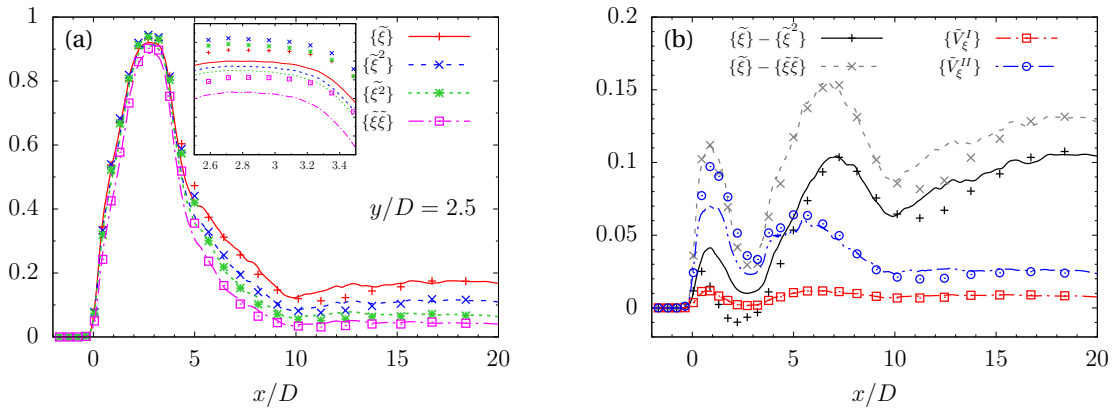 (a)
1
0.8
0.6
0.4
0.2
0
0 5 10 15 20
x/D
y/D = 2.5
{ξ̃}
{ξ̃²}
{ξ̃²}
{ξ̃ξ̃}
2.6 2.8 3 3.2 3.4
(b)
0.2
0.15
0.1
0.05
0
0 5 10 15 20
x/D
{ξ̃} − {ξ̃²}
{ξ̃} − {ξ̃ξ̃}
{Ṽ_ξ^I}
{Ṽ_ξ^II}